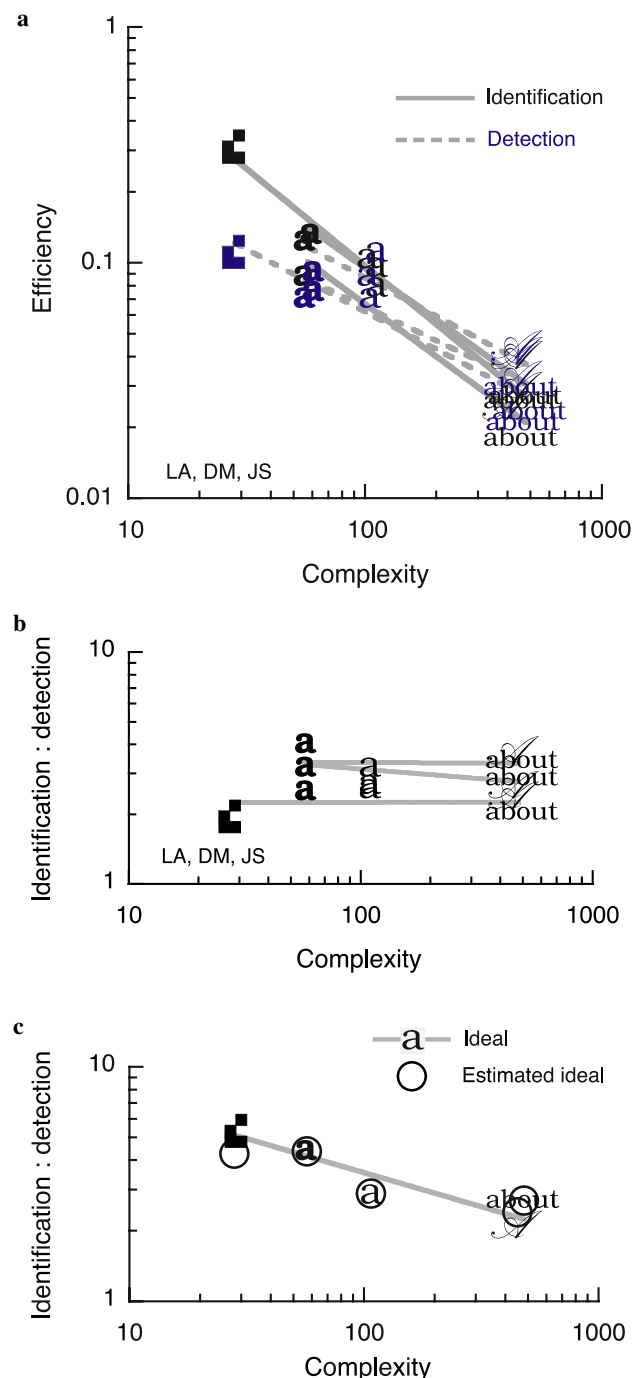 a
1
Identification
Detection
a a
a a
a a
a a
a a
a a
Efficiency
0.1
about
about
about
about
about
about
LA, DM, JS
0.01
10 100 1000
Complexity
b
10
Identification : detection
a
a a
a a
a
about
about
about
LA, DM, JS
1
10 100 1000
Complexity
c
a Ideal
Estimated ideal
10
Identification : detection
a
a
about
1
10 100 1000
Complexity